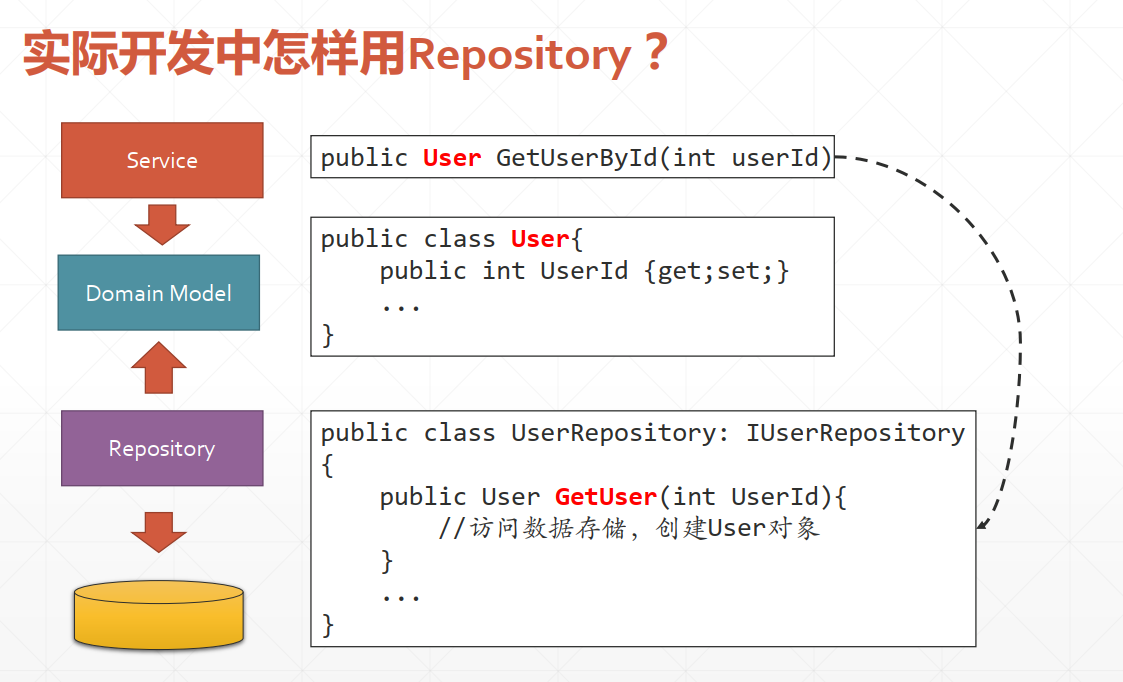 实际开发中怎样用Repository？
Service
public User GetUserById(int userId)
Domain Model
public class User{
public int UserId {get;set;}
...
}
Repository
public class UserRepository: IUserRepository
{
public User GetUser(int UserId){
//访问数据存储，创建User对象
}
...
}